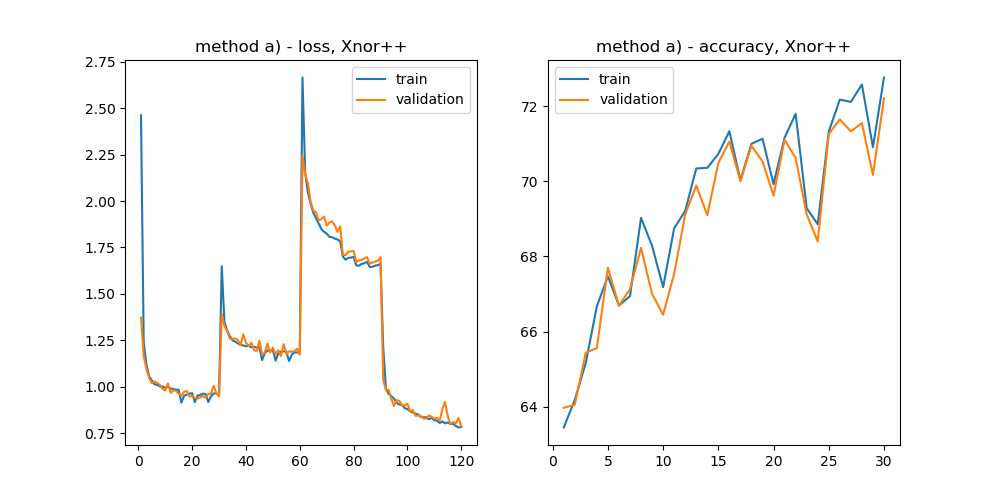 method a) - loss, Xnor++
2.75
2.50
2.25
2.00
1.75
1.50
1.25
1.00
0.75
0 20 40 60 80 100 120
train
validation
method a) - accuracy, Xnor++
72
70
68
66
64
0 5 10 15 20 25 30
train
validation